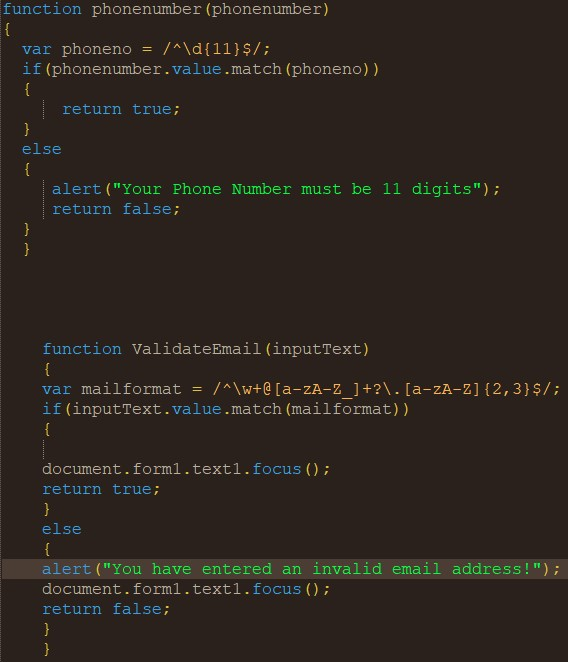 function phonenumber(phonenumber)
{
var phoneno = /^\d{11}$/;
if(phonenumber.value.match(phoneno))
{
return true;
}
else
{
alert("Your Phone Number must be 11 digits");
return false;
}
}
function ValidateEmail(inputText)
{
var mailformat = /^\w+@[a-zA-Z_]+?\.[a-zA-Z]{2,3}$/;
if(inputText.value.match(mailformat))
{
document.form1.text1.focus();
return true;
}
else
{
alert("You have entered an invalid email address!");
document.form1.text1.focus();
return false;
}
}